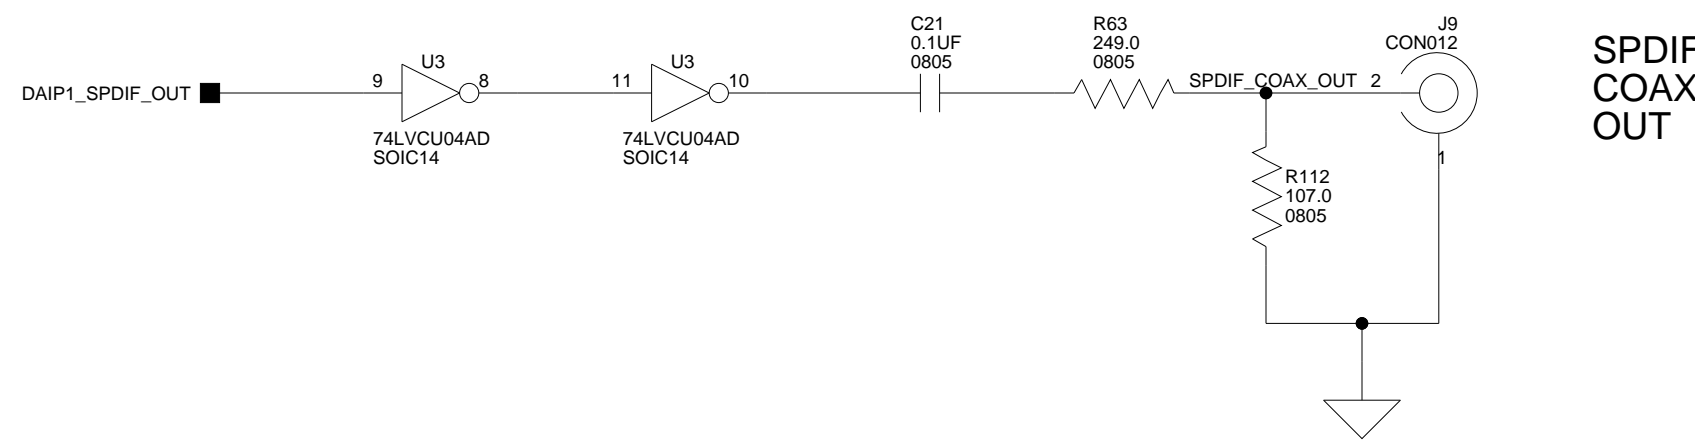 C21
0.1UF
0805
R63
249.0
0805
J9
CON012
SPDIF
COAX
OUT
DAIP1_SPDIF_OUT
9
U3
8
74LVCU04AD
SOIC14
11
U3
10
74LVCU04AD
SOIC14
SPDIF_COAX_OUT
2
1
R112
107.0
0805